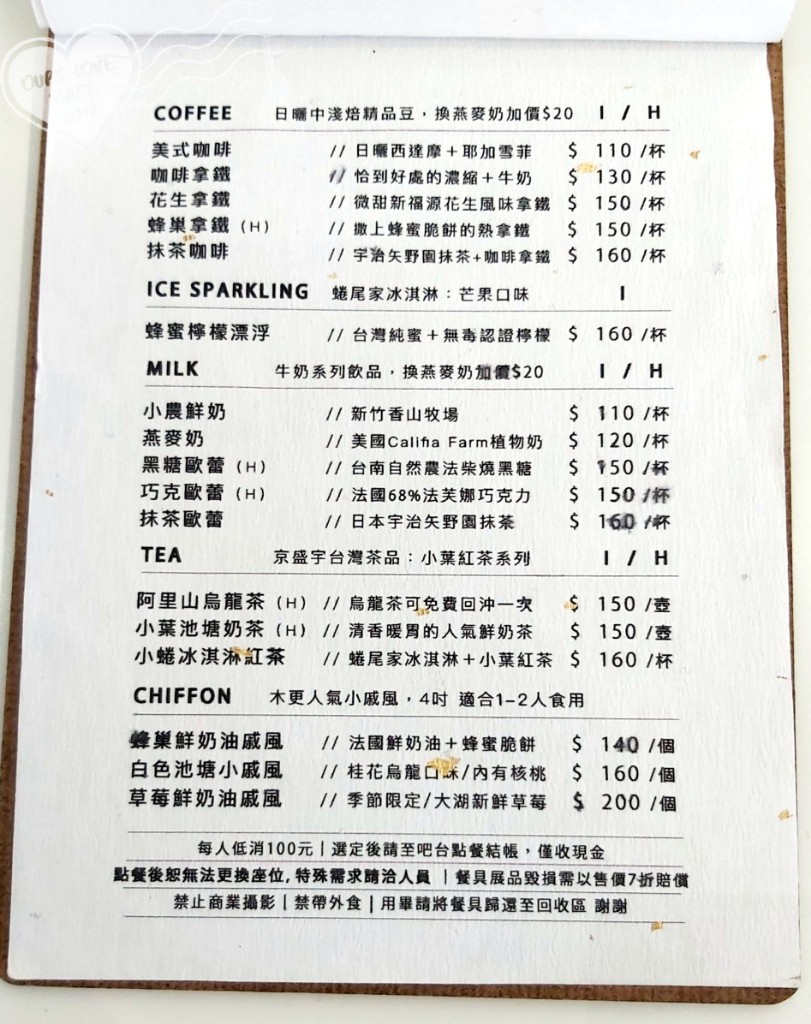 OUR LOVE
COFFEE 日曬中淺焙精品豆，換燕麥奶加價$20 I / H
美式咖啡 // 日曬西達摩＋耶加雪菲 $ 110 /杯
咖啡拿鐵 // 恰到好處的濃縮＋牛奶 $ 130 /杯
花生拿鐵 // 微甜新福源花生風味拿鐵 $ 150 /杯
蜂巢拿鐵 (H) // 撒上蜂蜜脆餅的熱拿鐵 $ 150 /杯
抹茶咖啡 // 宇治矢野園抹茶+咖啡拿鐵 $ 160 /杯
ICE SPARKLING 蜷尾家冰淇淋：芒果口味 I
蜂蜜檸檬漂浮 // 台灣純蜜＋無毒認證檸檬 $ 160 /杯
MILK 牛奶系列飲品，換燕麥奶加價$20 I / H
小農鮮奶 // 新竹香山牧場 $ 110 /杯
燕麥奶 // 美國Califia Farm植物奶 $ 120 /杯
黑糖歐蕾 (H) // 台南自然農法柴燒黑糖 $ 150 /杯
巧克歐蕾 (H) // 法國68%法芙娜巧克力 $ 150 /杯
抹茶歐蕾 // 日本宇治矢野園抹茶 $ 160 /杯
TEA 京盛宇台灣茶品：小葉紅茶系列 I / H
阿里山烏龍茶 (H) // 烏龍茶可免費回沖一次 $ 150 /壺
小葉池塘奶茶 (H) // 清香暖胃的人氣鮮奶茶 $ 150 /壺
小蜷冰淇淋紅茶 // 蜷尾家冰淇淋＋小葉紅茶 $ 160 /杯
CHIFFON 木更人氣小戚風，4吋 適合1-2人食用
蜂巢鮮奶油戚風 // 法國鮮奶油＋蜂蜜脆餅 $ 140 /個
白色池塘小戚風 // 桂花烏龍口味/內有核桃 $ 160 /個
草莓鮮奶油戚風 // 季節限定/大湖新鮮草莓 $ 200 /個
每人低消100元 | 選定後請至吧台點餐結帳，僅收現金
點餐後恕無法更換座位, 特殊需求請洽人員 | 餐具展品毀損需以售價7折賠償
禁止商業攝影 | 禁帶外食 | 用畢請將餐具歸還至回收區 謝謝